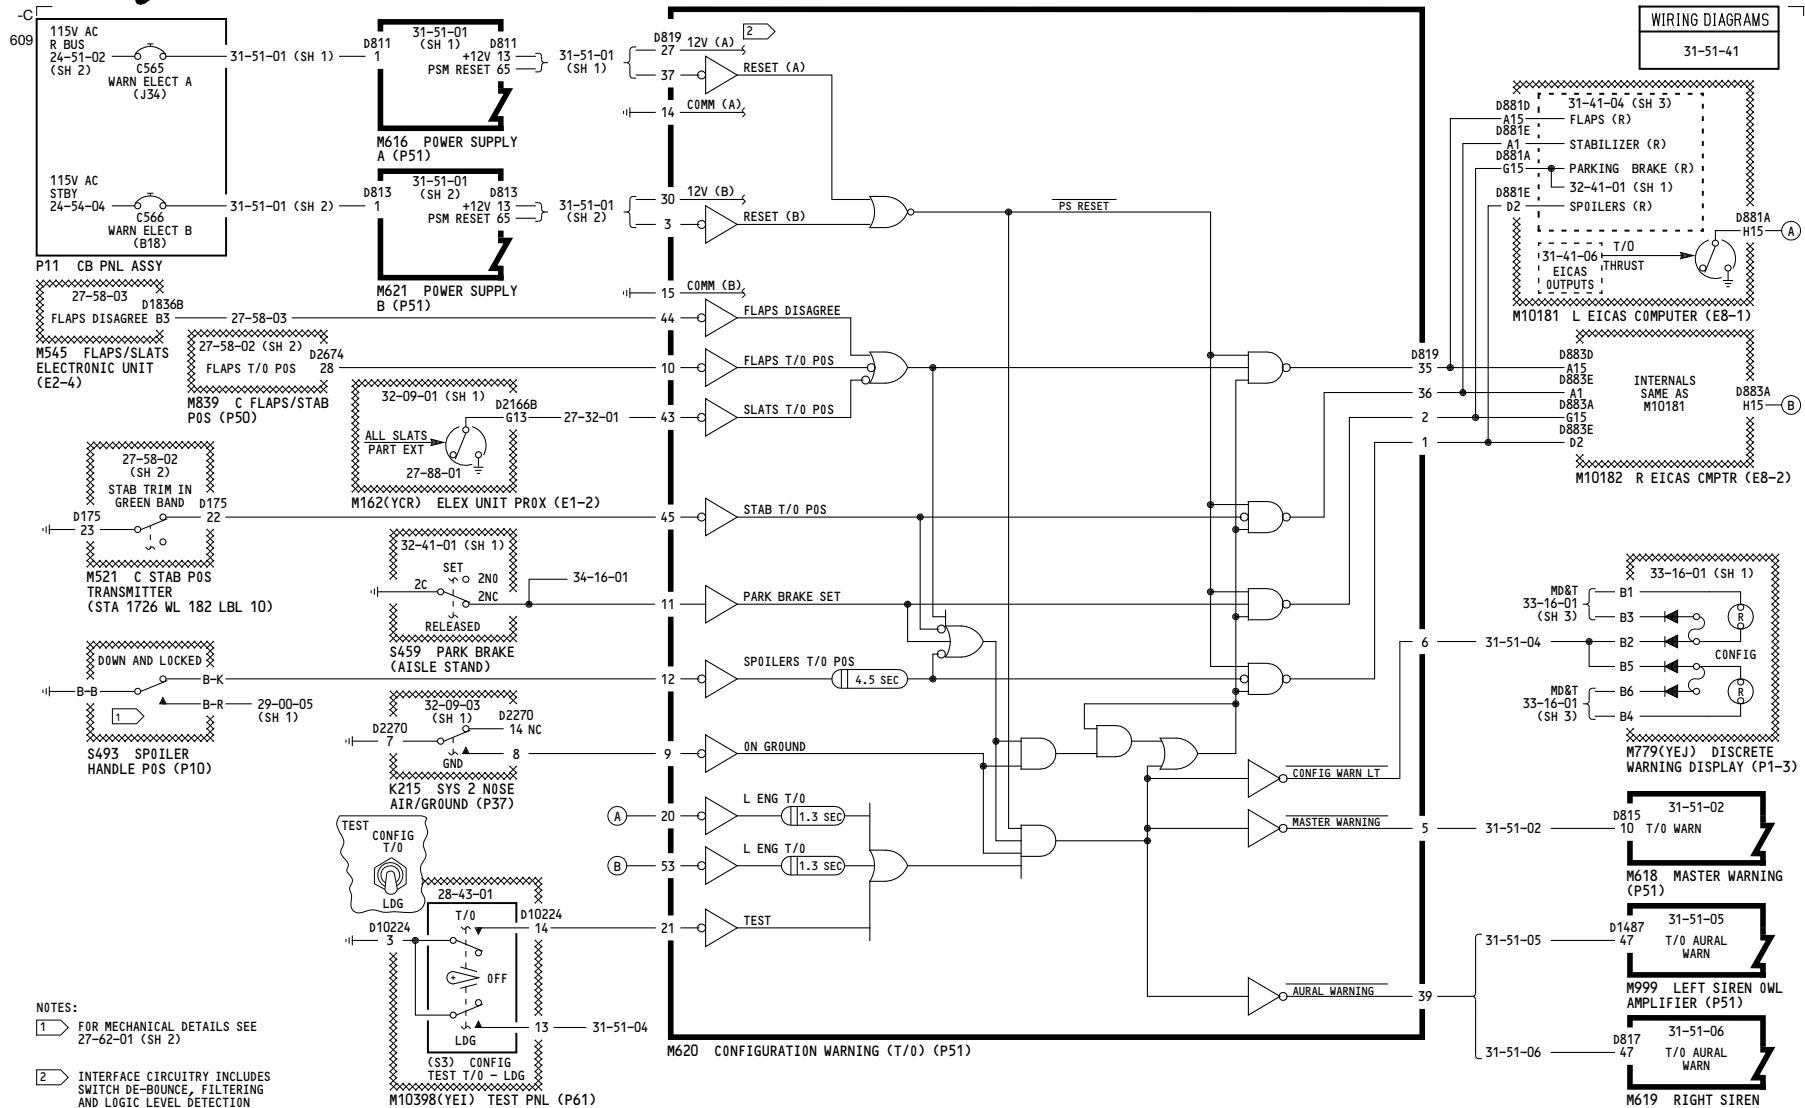 -C
609
115V AC
R BUS
24-51-02
(SH 2)
C565
WARN ELECT A
(J34)
31-51-01 (SH 1)
115V AC
STBY
24-54-04
C566
WARN ELECT B
(B18)
31-51-01 (SH 2)
P11 CB PNL ASSY
D811
1
31-51-01
(SH 1)
D811
+12V 13
PSM RESET 65
M616 POWER SUPPLY
A (P51)
31-51-01
(SH 1)
D813
1
31-51-01
(SH 2)
D813
+12V 13
PSM RESET 65
M621 POWER SUPPLY
B (P51)
31-51-01
(SH 2)
D819
27 12V (A)
2
37 RESET (A)
14 COMM (A)
30 12V (B)
3 RESET (B)
15 COMM (B)
44 FLAPS DISAGREE
10 FLAPS T/O POS
43 SLATS T/O POS
45 STAB T/O POS
11 PARK BRAKE SET
12 SPOILERS T/O POS
4.5 SEC
9 ON GROUND
A 20 L ENG T/O
1.3 SEC
B 53 L ENG T/O
1.3 SEC
21 TEST
PS RESET
27-58-03
D1836B
FLAPS DISAGREE B3
27-58-03
M545 FLAPS/SLATS
ELECTRONIC UNIT
(E2-4)
27-58-02 (SH 2)
D2674
FLAPS T/O POS 28
M839 C FLAPS/STAB
POS (P50)
32-09-01 (SH 1)
D2166B
G13
27-32-01
ALL SLATS
PART EXT
27-88-01
M162(YCR) ELEX UNIT PROX (E1-2)
27-58-02
(SH 2)
STAB TRIM IN
GREEN BAND
D175
23
D175
22
M521 C STAB POS
TRANSMITTER
(STA 1726 WL 182 LBL 10)
32-41-01 (SH 1)
SET
2C
2NO
2NC
RELEASED
34-16-01
S459 PARK BRAKE
(AISLE STAND)
DOWN AND LOCKED
B-B
B-K
B-R
1
29-00-05
(SH 1)
S493 SPOILER
HANDLE POS (P10)
32-09-03
(SH 1)
D2270
7
D2270
14 NC
8
GND
K215 SYS 2 NOSE
AIR/GROUND (P37)
TEST
CONFIG
T/O
LDG
28-43-01
D10224
3
T/O
D10224
14
OFF
13
31-51-04
LDG
(S3) CONFIG
TEST T/O - LDG
M10398(YEI) TEST PNL (P61)
CONFIG WARN LT
MASTER WARNING
AURAL WARNING
D819
35
36
2
1
6
5
39
M620 CONFIGURATION WARNING (T/O) (P51)
WIRING DIAGRAMS
31-51-41
31-41-04 (SH 3)
D881D
A15 FLAPS (R)
D881E
A1 STABILIZER (R)
D881A
G15 PARKING BRAKE (R)
32-41-01 (SH 1)
D881E
D2 SPOILERS (R)
D881A
H15 A
31-41-06
EICAS
OUTPUTS
T/O
THRUST
M10181 L EICAS COMPUTER (E8-1)
D883D
A15
D883E
A1
D883A
G15
D883E
D2
INTERNALS
SAME AS
M10181
D883A
H15 B
M10182 R EICAS CMPTR (E8-2)
33-16-01 (SH 1)
MD&T
33-16-01
(SH 3)
B1
B3
31-51-04
B2
B5
CONFIG
R
R
MD&T
33-16-01
(SH 3)
B6
B4
M779(YEJ) DISCRETE
WARNING DISPLAY (P1-3)
31-51-02
31-51-02
D815
10 T/O WARN
M618 MASTER WARNING
(P51)
31-51-05
31-51-05
D1487
47 T/O AURAL
WARN
M999 LEFT SIREN OWL
AMPLIFIER (P51)
31-51-06
31-51-06
D817
47 T/O AURAL
WARN
M619 RIGHT SIREN
NOTES:
1 FOR MECHANICAL DETAILS SEE
27-62-01 (SH 2)
2 INTERFACE CIRCUITRY INCLUDES
SWITCH DE-BOUNCE, FILTERING
AND LOGIC LEVEL DETECTION